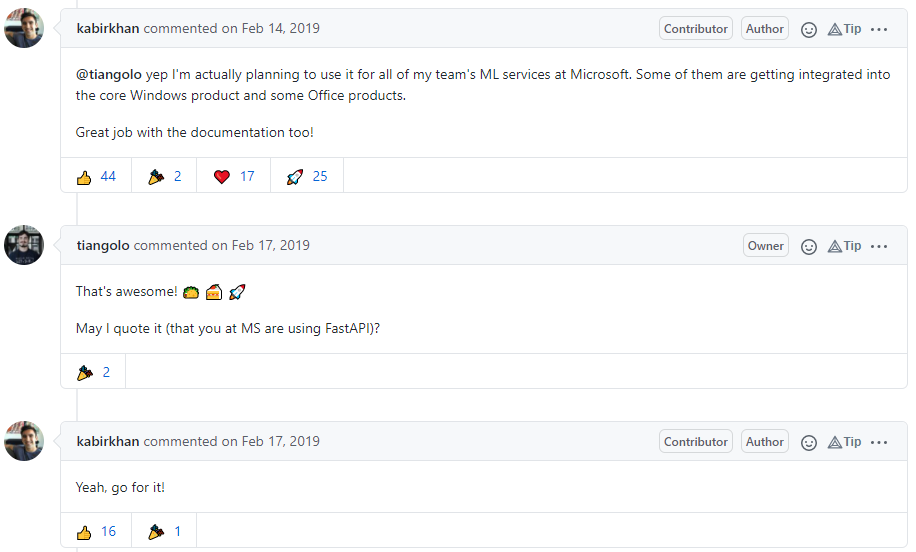 kabirkhan commented on Feb 14, 2019 Contributor Author Tip ...
@tiangolo yep I'm actually planning to use it for all of my team's ML services at Microsoft. Some of them are getting integrated into
the core Windows product and some Office products.
Great job with the documentation too!
44 2 17 25
tiangolo commented on Feb 17, 2019 Owner Tip ...
That's awesome! 🌮 🍰 🚀
May I quote it (that you at MS are using FastAPI)?
2
kabirkhan commented on Feb 17, 2019 Contributor Author Tip ...
Yeah, go for it!
16 1